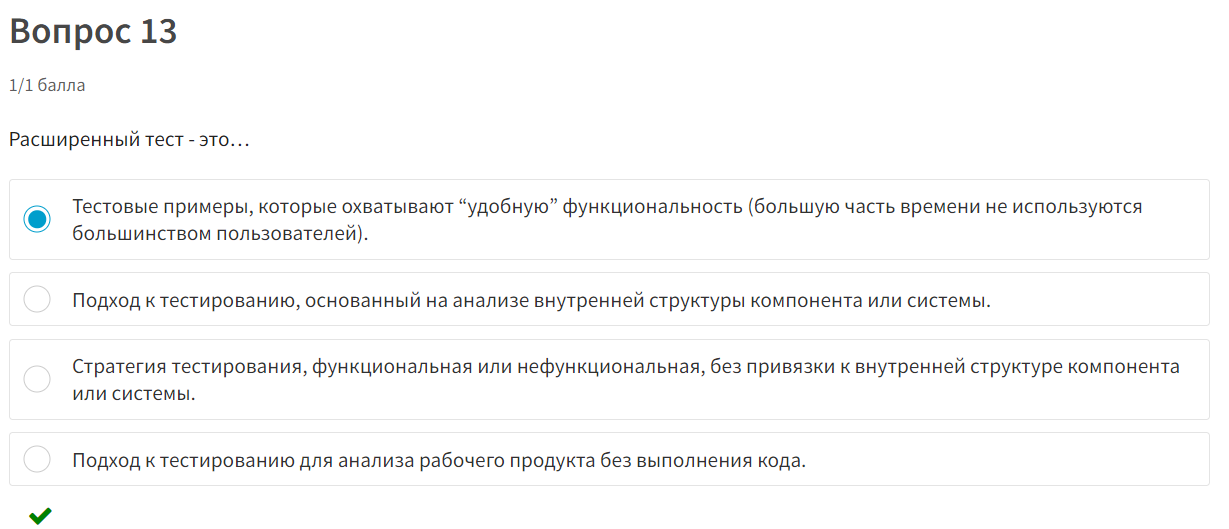 Вопрос 13
1/1 балла
Расширенный тест - это…
Тестовые примеры, которые охватывают “удобную” функциональность (большую часть времени не используются
большинством пользователей).
Подход к тестированию, основанный на анализе внутренней структуры компонента или системы.
Стратегия тестирования, функциональная или нефункциональная, без привязки к внутренней структуре компонента
или системы.
Подход к тестированию для анализа рабочего продукта без выполнения кода.